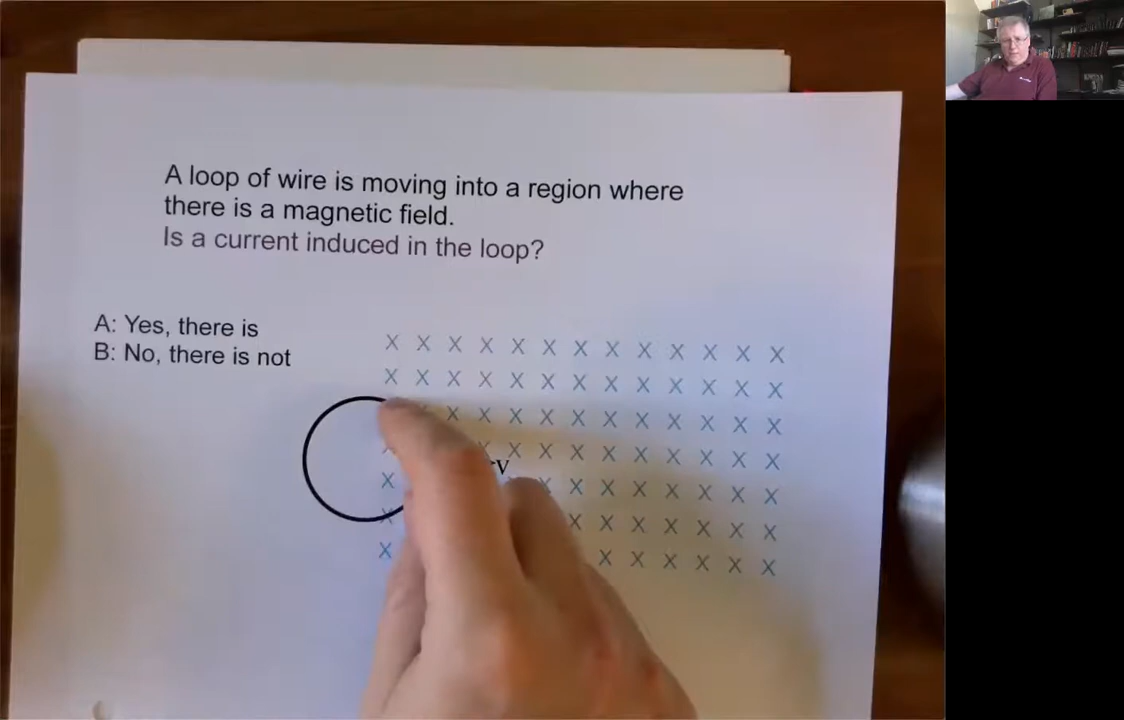 A loop of wire is moving into a region where
there is a magnetic field.
Is a current induced in the loop?
A: Yes, there is
B: No, there is not
X X X X X X X X X X X X X
X X X X X X X X X X X X X
X X X X X X X X X X X
X X X X X X X X X X X
v
X X X X X X X X
X X X X X X X X
X X X X X X X